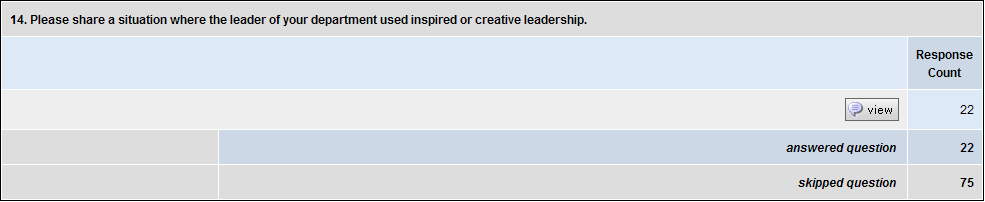 14. Please share a situation where the leader of your department used inspired or creative leadership.
Response
Count
view 22
answered question 22
skipped question 75